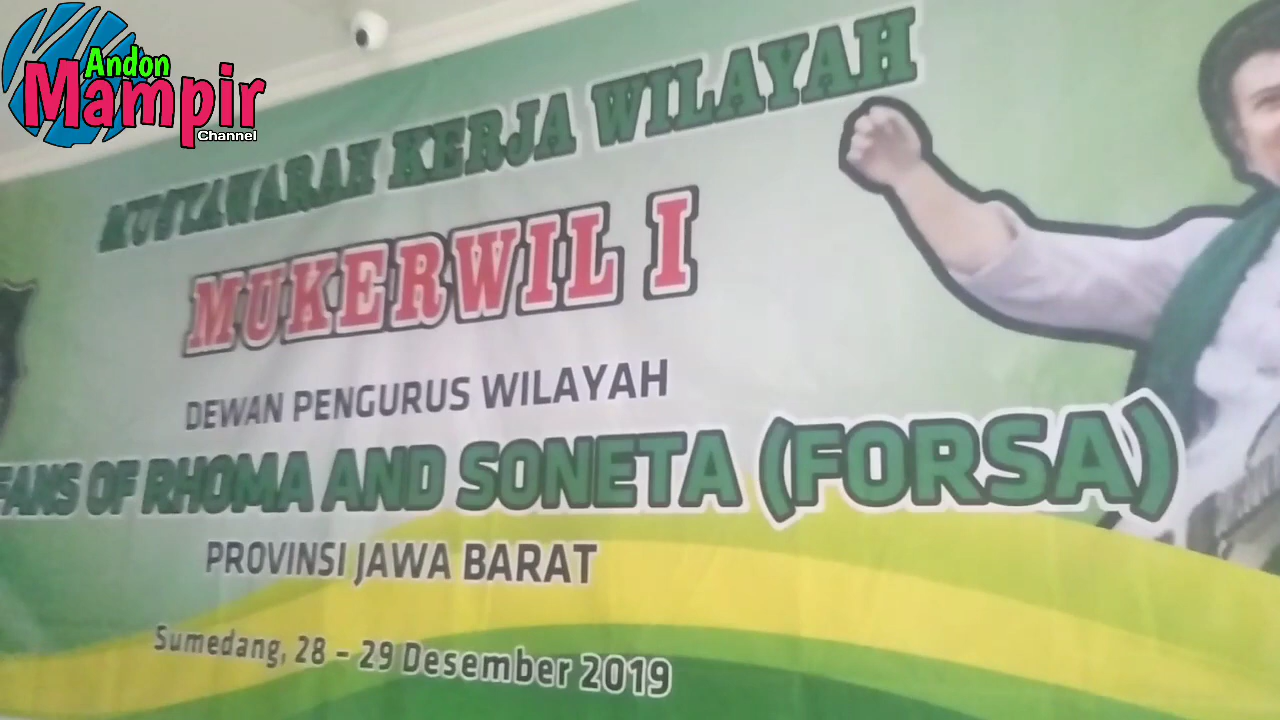 Andon
Mampir
Channel
MUSYAWARAH KERJA WILAYAH
MUKERWIL I
DEWAN PENGURUS WILAYAH
FANS OF RHOMA AND SONETA (FORSA)
PROVINSI JAWA BARAT
Sumedang, 28 - 29 Desember 2019